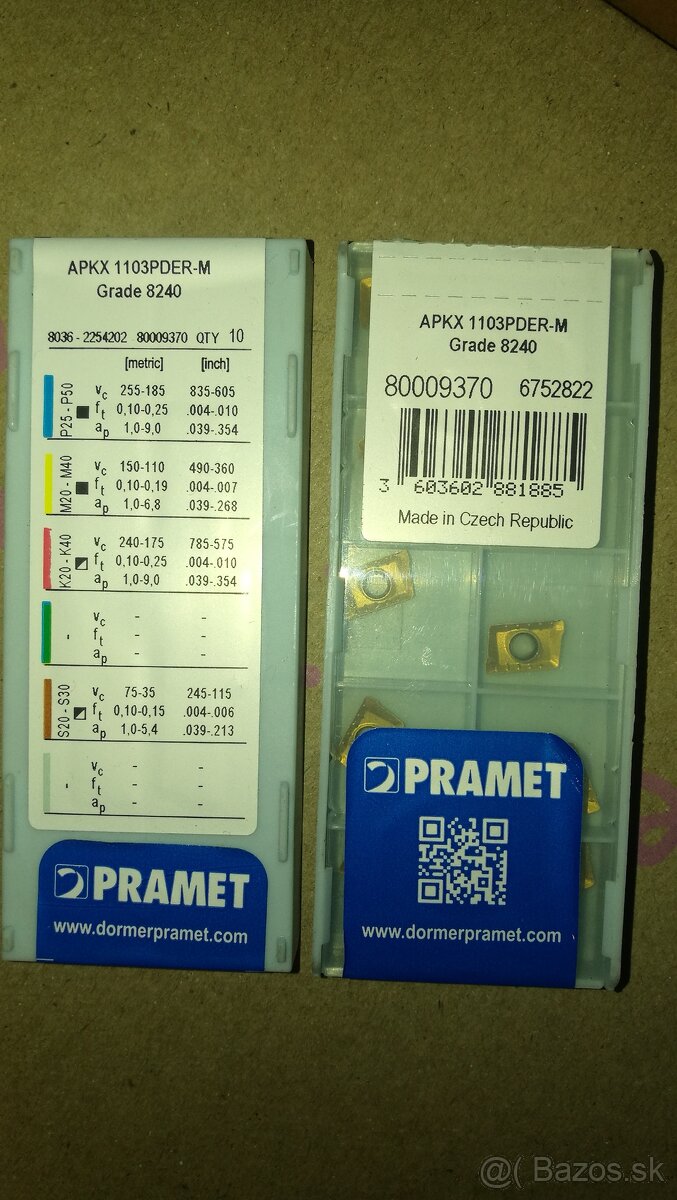 APKX 1103PDER-M
Grade 8240
8036 - 2254202 80009370 QTY 10
[metric] [inch]
P25 - P50
vc 255-185 835-605
ft 0,10-0,25 .004-.010
ap 1,0-9,0 .039-.354
M20 - M40
vc 150-110 490-360
ft 0,10-0,19 .004-.007
ap 1,0-6,8 .039-.268
K20 - K40
vc 240-175 785-575
ft 0,10-0,25 .004-.010
ap 1,0-9,0 .039-.354
vc - -
ft - -
ap - -
S20 - S30
vc 75-35 245-115
ft 0,10-0,15 .004-.006
ap 1,0-5,4 .039-.213
vc - -
ft - -
ap - -
PRAMET
www.dormerpramet.com
APKX 1103PDER-M
Grade 8240
80009370 6752822
3 603602 881885
Made in Czech Republic
PRAMET
www.dormerpramet.com
@( Bazos.sk